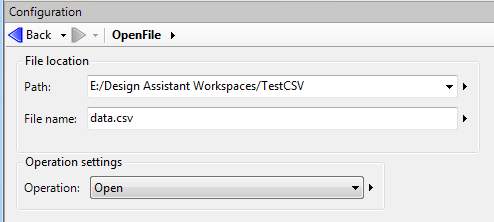 Configuration
Back OpenFile
File location
Path: E:/Design Assistant Workspaces/TestCSV
File name: data.csv
Operation settings
Operation: Open